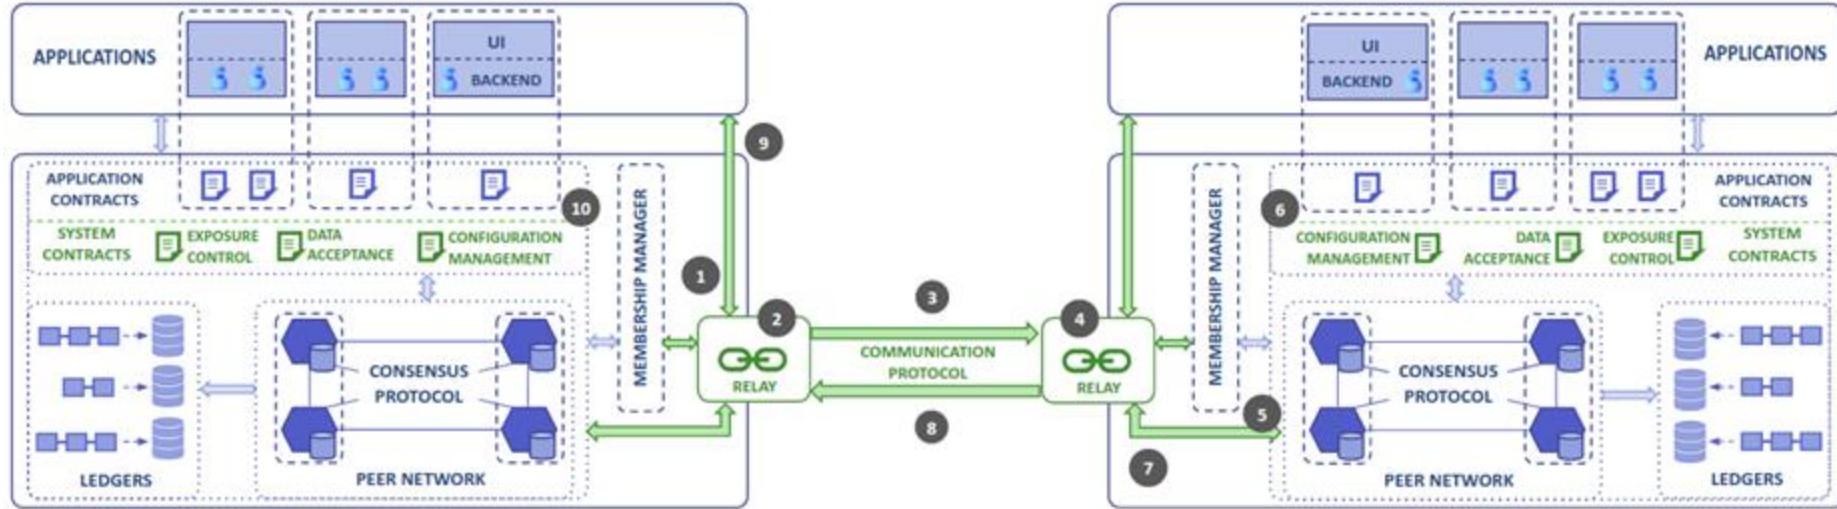 APPLICATIONS
UI
BACKEND
9
APPLICATION
CONTRACTS
10
SYSTEM
CONTRACTS
EXPOSURE
CONTROL
DATA
ACCEPTANCE
CONFIGURATION
MANAGEMENT
MEMBERSHIP MANAGER
1
2
RELAY
CONSENSUS
PROTOCOL
LEDGERS
PEER NETWORK
3
COMMUNICATION
PROTOCOL
8
UI
BACKEND
APPLICATIONS
4
RELAY
MEMBERSHIP MANAGER
6
APPLICATION
CONTRACTS
CONFIGURATION
MANAGEMENT
DATA
ACCEPTANCE
EXPOSURE
CONTROL
SYSTEM
CONTRACTS
5
7
CONSENSUS
PROTOCOL
PEER NETWORK
LEDGERS